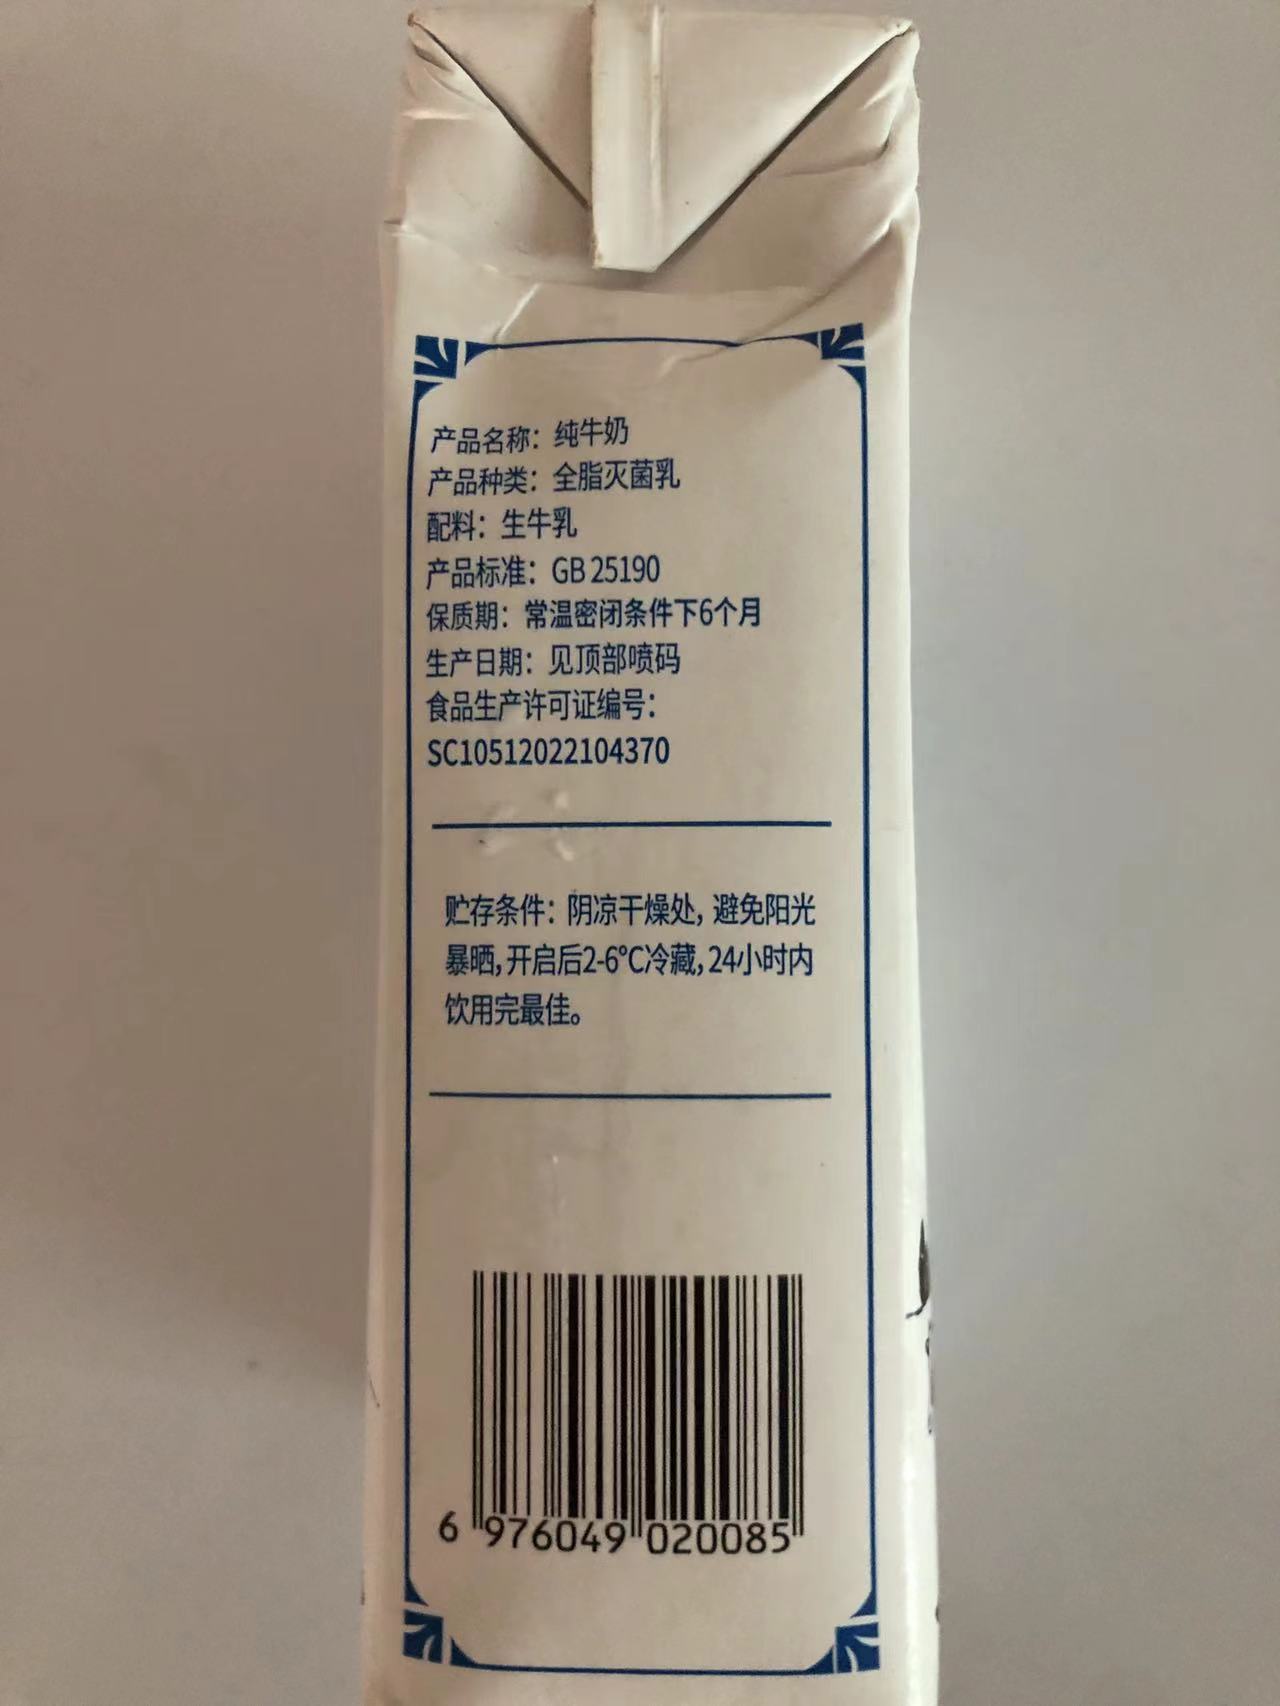 产品名称：纯牛奶
产品种类：全脂灭菌乳
配料：生牛乳
产品标准：GB 25190
保质期：常温密闭条件下6个月
生产日期：见顶部喷码
食品生产许可证编号：
SC10512022104370
贮存条件：阴凉干燥处，避免阳光
暴晒，开启后2-6℃冷藏，24小时内
饮用完最佳。
6 976049 020085